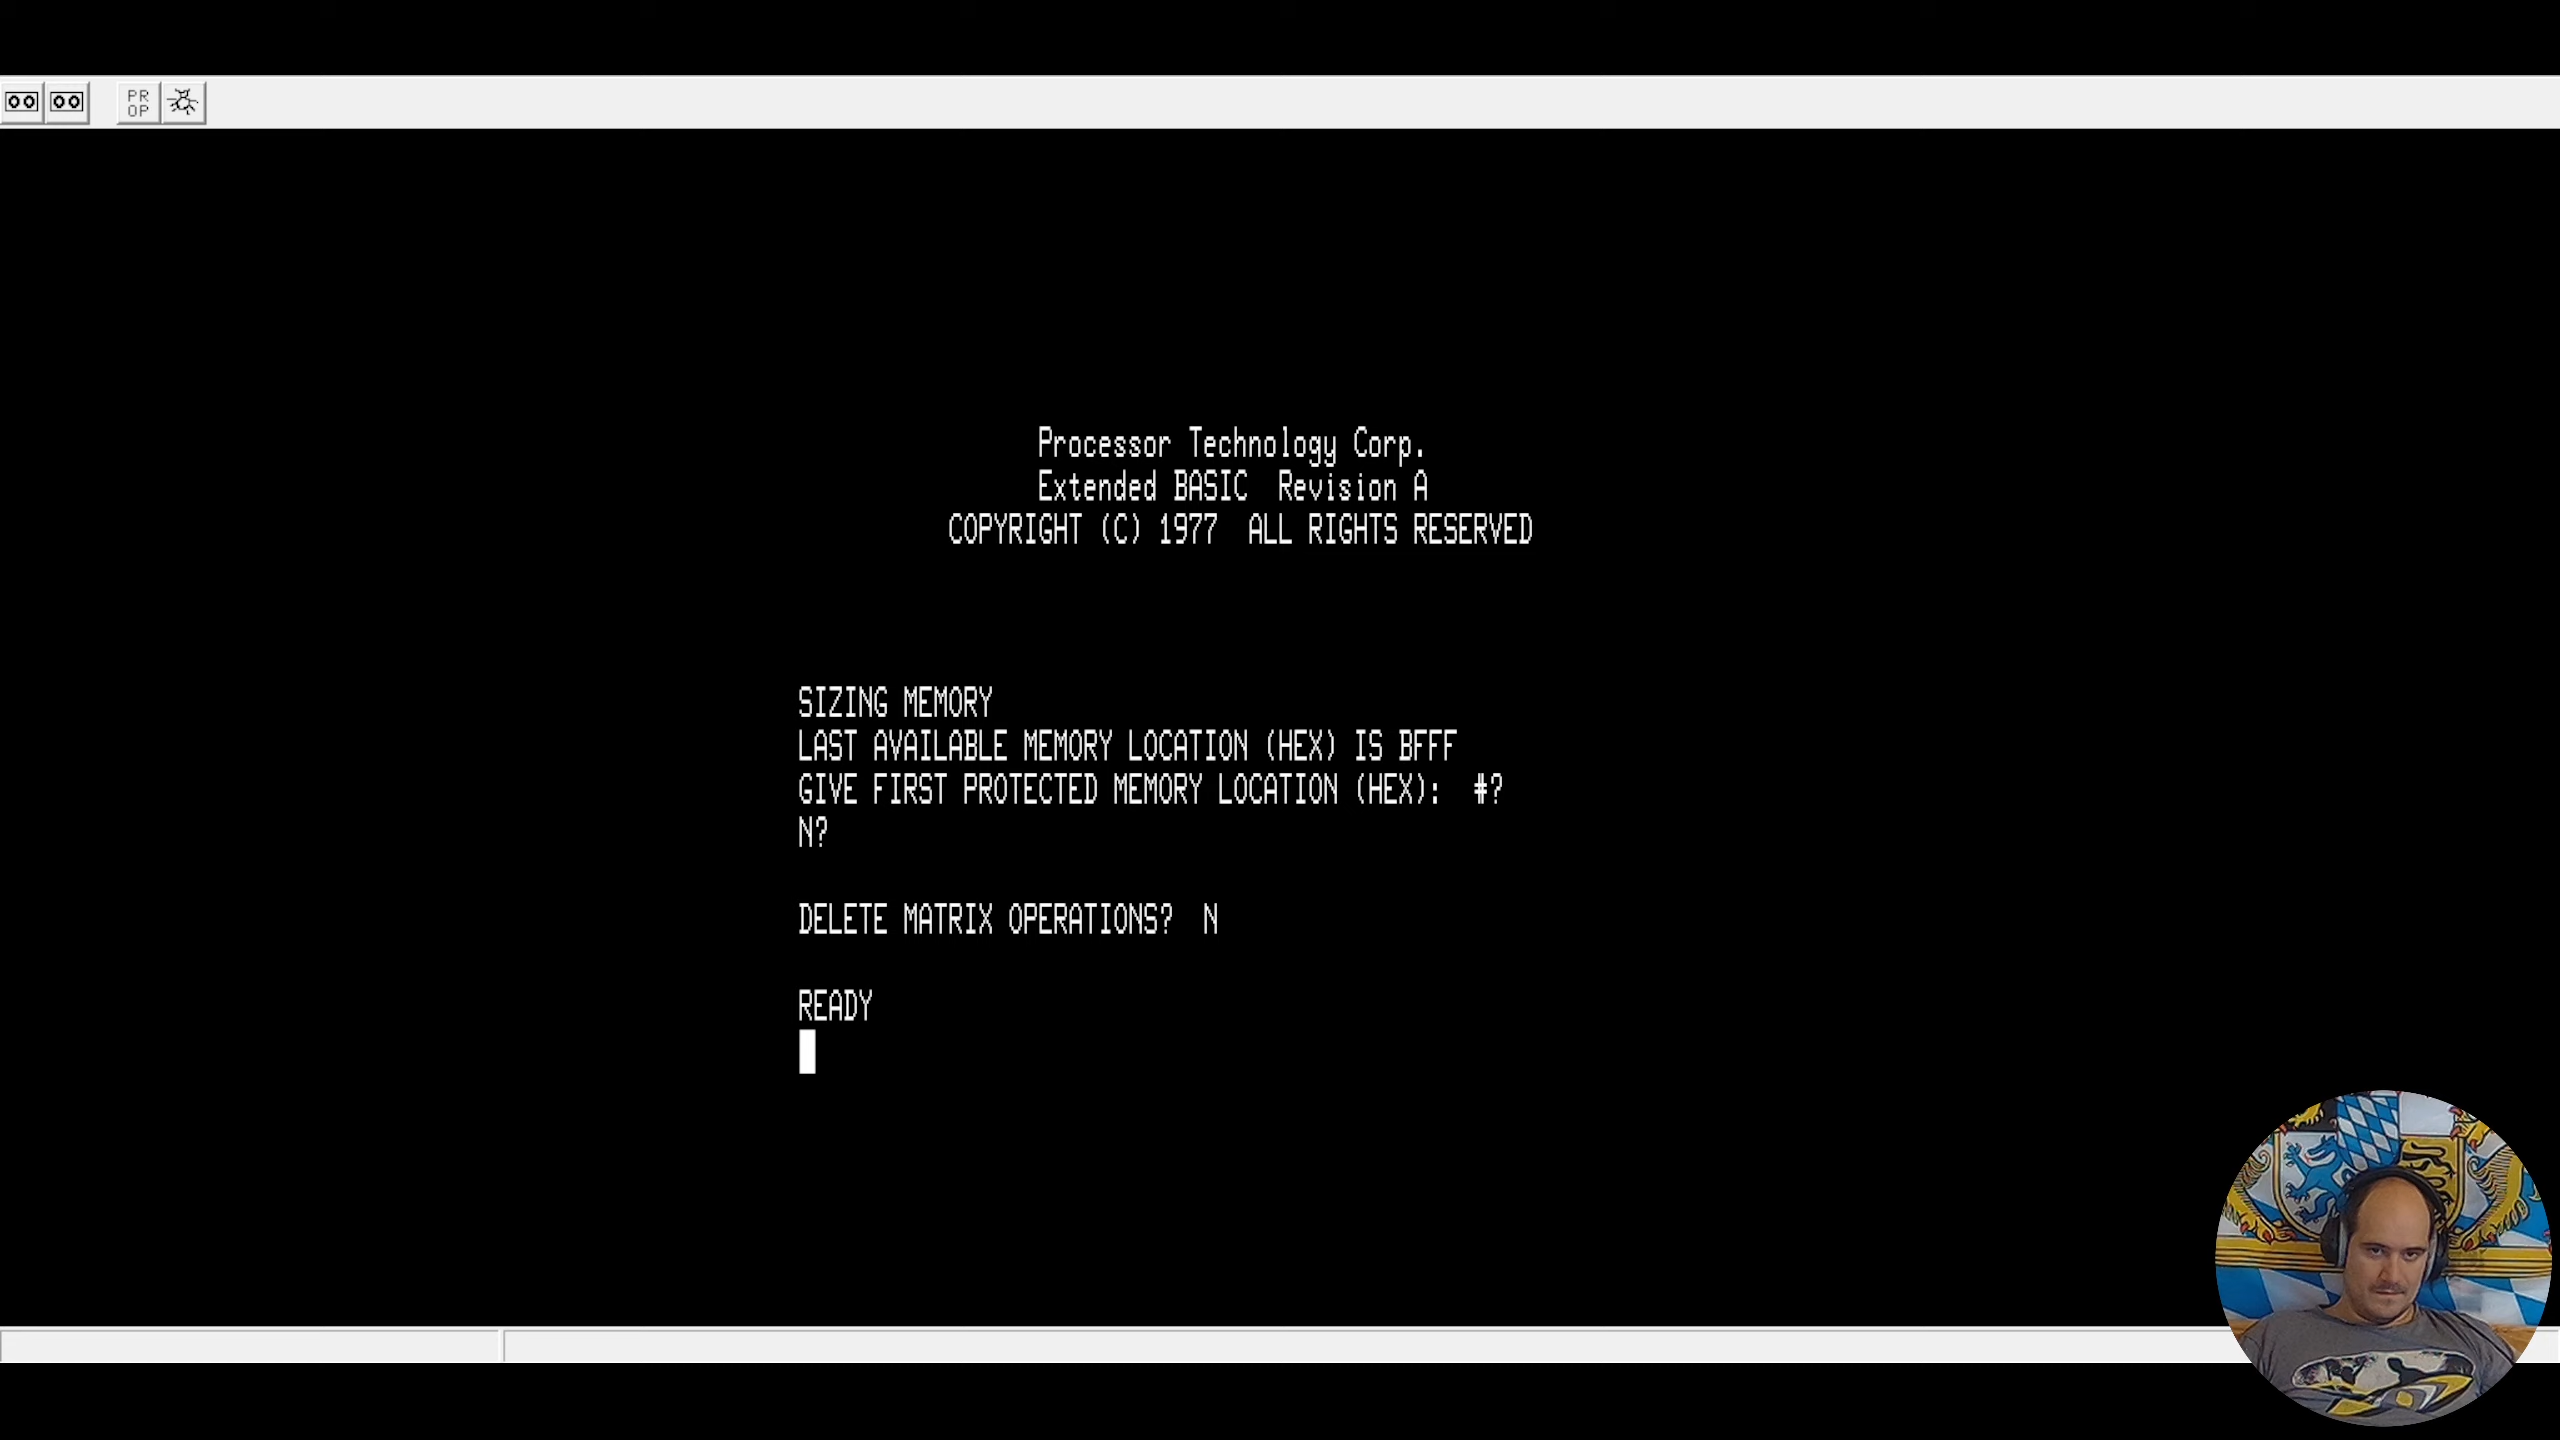 PR
OP
Processor Technology Corp.
Extended BASIC  Revision A
COPYRIGHT (C) 1977  ALL RIGHTS RESERVED
SIZING MEMORY
LAST AVAILABLE MEMORY LOCATION (HEX) IS BFFF
GIVE FIRST PROTECTED MEMORY LOCATION (HEX):  #?
N?
DELETE MATRIX OPERATIONS?  N
READY